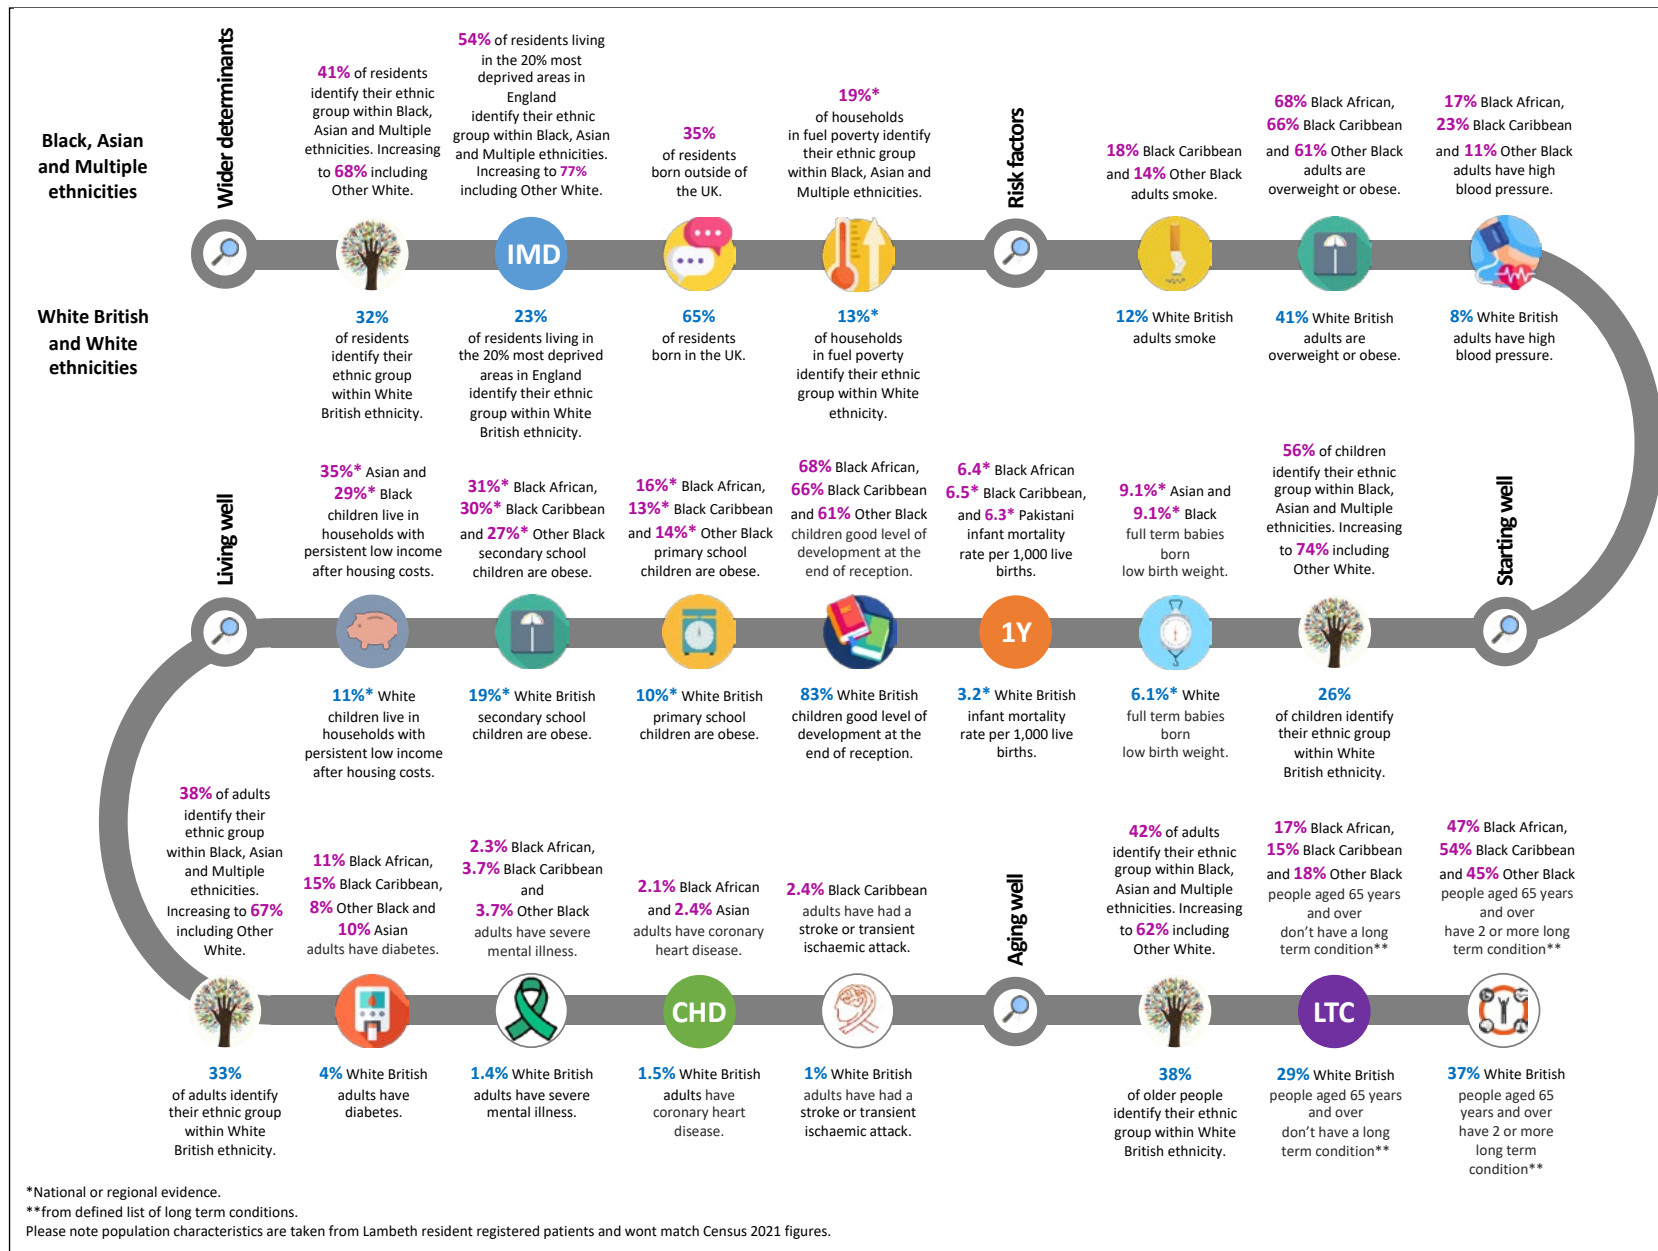 Black, Asian
and Multiple
ethnicities
Wider determinants
41% of residents
identify their ethnic
group within Black,
Asian and Multiple
ethnicities. Increasing
to 68% including
Other White.
54% of residents living
in the 20% most
deprived areas in
England
identify their ethnic
group within Black, Asian
and Multiple ethnicities.
Increasing to 77%
including Other White.
35%
of residents
born outside of
the UK.
19%*
of households
in fuel poverty identify
their ethnic group
within Black, Asian and
Multiple ethnicities.
Risk factors
18% Black Caribbean
and 14% Other Black
adults smoke.
68% Black African,
66% Black Caribbean
and 61% Other Black
adults are
overweight or obese.
17% Black African,
23% Black Caribbean
and 11% Other Black
adults have high
blood pressure.
IMD
White British
and White
ethnicities
32%
of residents
identify their
ethnic group
within White
British ethnicity.
23%
of residents living in
the 20% most deprived
areas in England
identify their ethnic
group within White
British ethnicity.
65%
of residents
born in the UK.
13%*
of households
in fuel poverty
identify their ethnic
group within White
ethnicity.
12% White British
adults smoke
41% White British
adults are
overweight or obese.
8% White British
adults have high
blood pressure.
Living well
35%* Asian and
29%* Black
children live in
households with
persistent low income
after housing costs.
31%* Black African,
30%* Black Caribbean
and 27%* Other Black
secondary school
children are obese.
16%* Black African,
13%* Black Caribbean
and 14%* Other Black
primary school
children are obese.
68% Black African,
66% Black Caribbean
and 61% Other Black
children good level of
development at the
end of reception.
6.4* Black African
6.5* Black Caribbean,
and 6.3* Pakistani
infant mortality
rate per 1,000 live
births.
9.1%* Asian and
9.1%* Black
full term babies
born
low birth weight.
56% of children
identify their ethnic
group within Black,
Asian and Multiple
ethnicities. Increasing
to 74% including
Other White.
Starting well
1Y
11%* White
children live in
households with
persistent low income
after housing costs.
19%* White British
secondary school
children are obese.
10%* White British
primary school
children are obese.
83% White British
children good level of
development at the
end of reception.
3.2* White British
infant mortality
rate per 1,000 live
births.
6.1%* White
full term babies
born
low birth weight.
26%
of children identify
their ethnic group
within White
British ethnicity.
38% of adults
identify their
ethnic group
within Black, Asian
and Multiple
ethnicities.
Increasing to 67%
including Other
White.
11% Black African,
15% Black Caribbean,
8% Other Black and
10% Asian
adults have diabetes.
2.3% Black African,
3.7% Black Caribbean
and
3.7% Other Black
adults have severe
mental illness.
2.1% Black African
and 2.4% Asian
adults have coronary
heart disease.
2.4% Black Caribbean
adults have had a
stroke or transient
ischaemic attack.
Aging well
42% of adults
identify their ethnic
group within Black,
Asian and Multiple
ethnicities. Increasing
to 62% including
Other White.
17% Black African,
15% Black Caribbean
and 18% Other Black
people aged 65 years
and over
don't have a long
term condition**
47% Black African,
54% Black Caribbean
and 45% Other Black
people aged 65 years
and over
have 2 or more long
term condition**
CHD
LTC
33%
of adults identify
their ethnic group
within White
British ethnicity.
4% White British
adults have
diabetes.
1.4% White British
adults have severe
mental illness.
1.5% White British
adults have
coronary heart
disease.
1% White British
adults have had a
stroke or transient
ischaemic attack.
38%
of older people
identify their ethnic
group within White
British ethnicity.
29% White British
people aged 65 years
and over
don't have a long
term condition**
37% White British
people aged 65
years and over
have 2 or more
long term
condition**
*National or regional evidence.
**from defined list of long term conditions.
Please note population characteristics are taken from Lambeth resident registered patients and wont match Census 2021 figures.